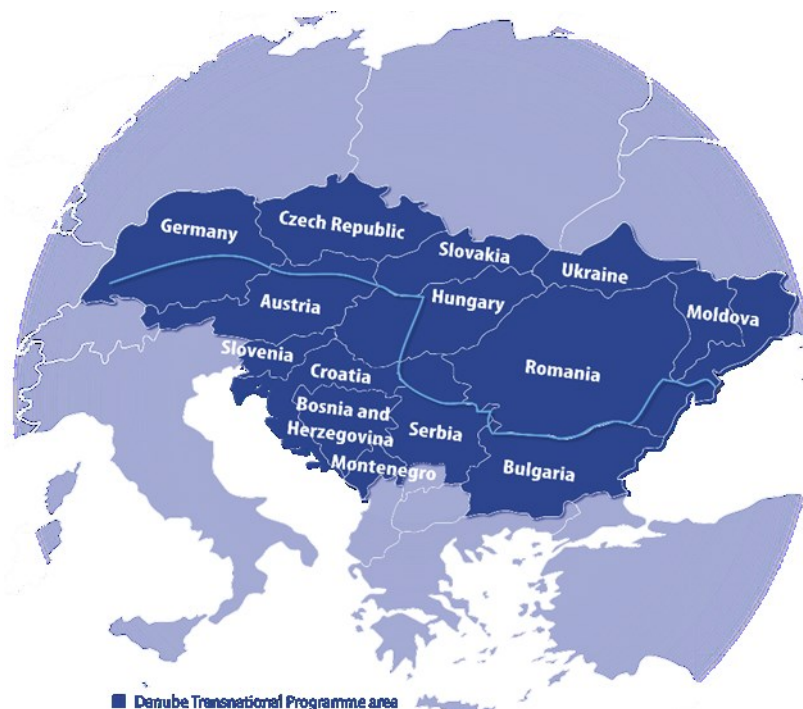 Germany
Czech Republic
Slovakia
Ukraine
Austria
Hungary
Moldova
Slovenia
Croatia
Romania
Bosnia and
Herzegovina
Serbia
Montenegro
Bulgaria
Danube Transnational Programme area